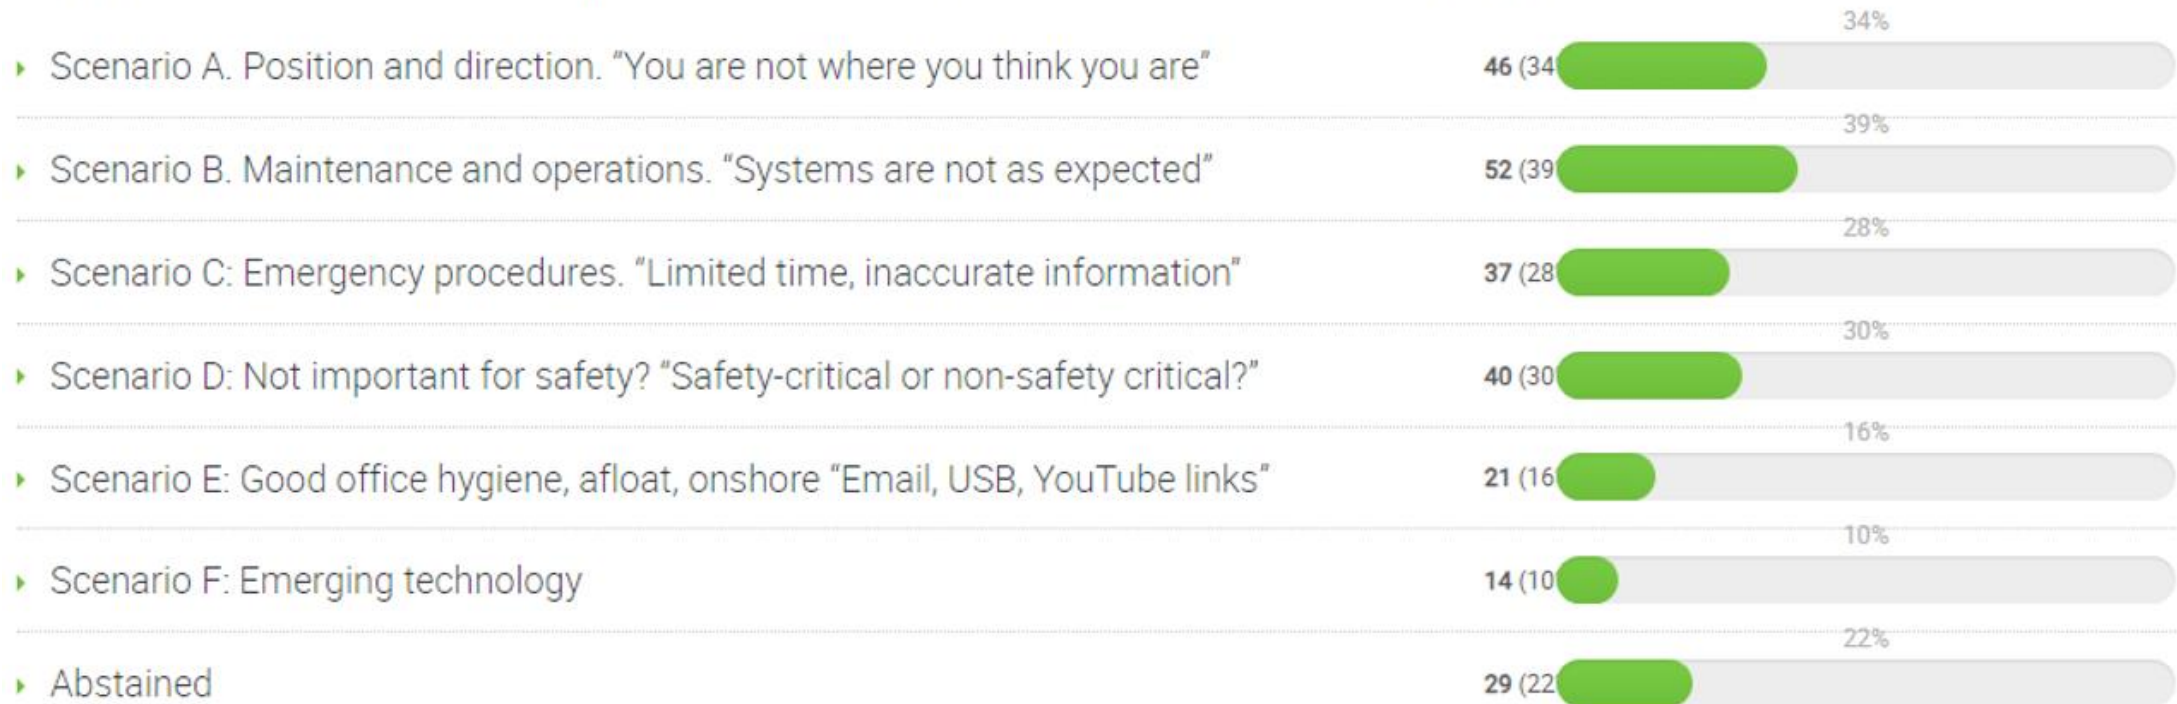 34%
Scenario A. Position and direction. “You are not where you think you are” 46 (34
39%
Scenario B. Maintenance and operations. “Systems are not as expected” 52 (39
28%
Scenario C: Emergency procedures. “Limited time, inaccurate information” 37 (28
30%
Scenario D: Not important for safety? “Safety-critical or non-safety critical?” 40 (30
16%
Scenario E: Good office hygiene, afloat, onshore “Email, USB, YouTube links” 21 (16
10%
Scenario F: Emerging technology 14 (10
22%
Abstained 29 (22